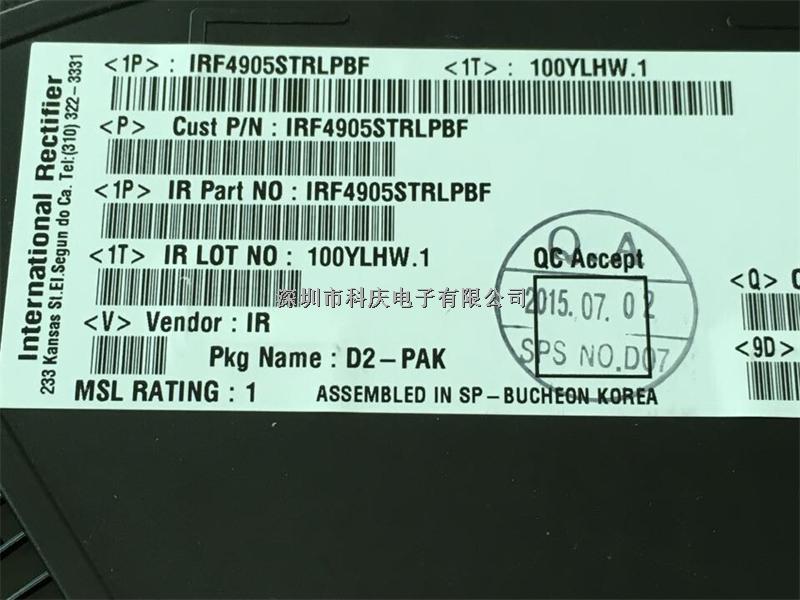 <1P> : IRF4905STRLPBF <1T> : 100YLHW.1
<P> Cust P/N : IRF4905STRLPBF
<1P> IR Part NO : IRF4905STRLPBF
<1T> IR LOT NO : 100YLHW.1
<V> Vendor : IR
Pkg Name : D2-PAK
MSL RATING : 1 ASSEMBLED IN SP-BUCHEON KOREA
International Rectifier
233 Kansas St.El.Segun do Ca. Tel:(310) 322-3331
Q A
QC Accept
2015.07.02
SPS NO.D07
<Q>
<9D>
深圳市科庆电子有限公司